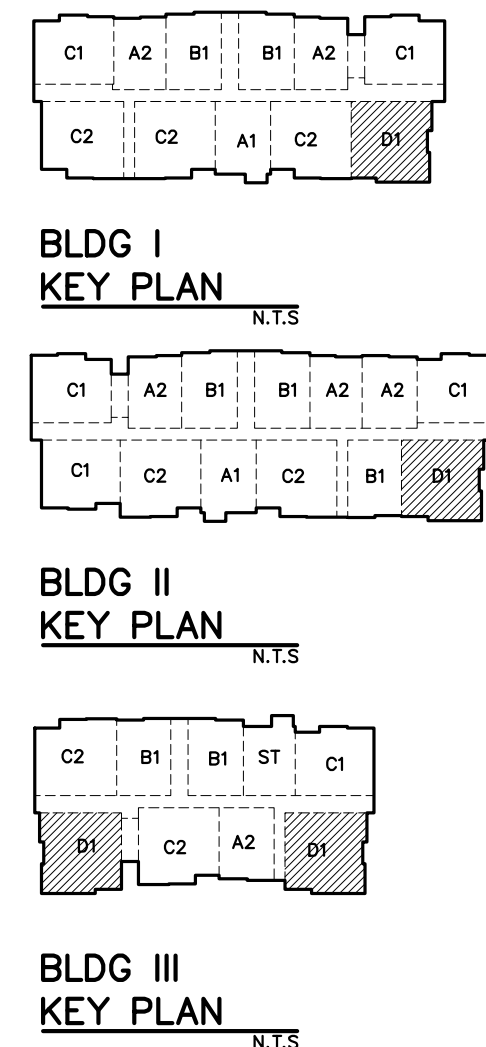 C1 A2 B1 B1 A2 C1
C2 C2 A1 C2 D1
BLDG I
KEY PLAN
N.T.S
C1 A2 B1 B1 A2 A2 C1
C1 C2 A1 C2 B1 D1
BLDG II
KEY PLAN
N.T.S
C2 B1 B1 ST C1
D1 C2 A2 D1
BLDG III
KEY PLAN
N.T.S